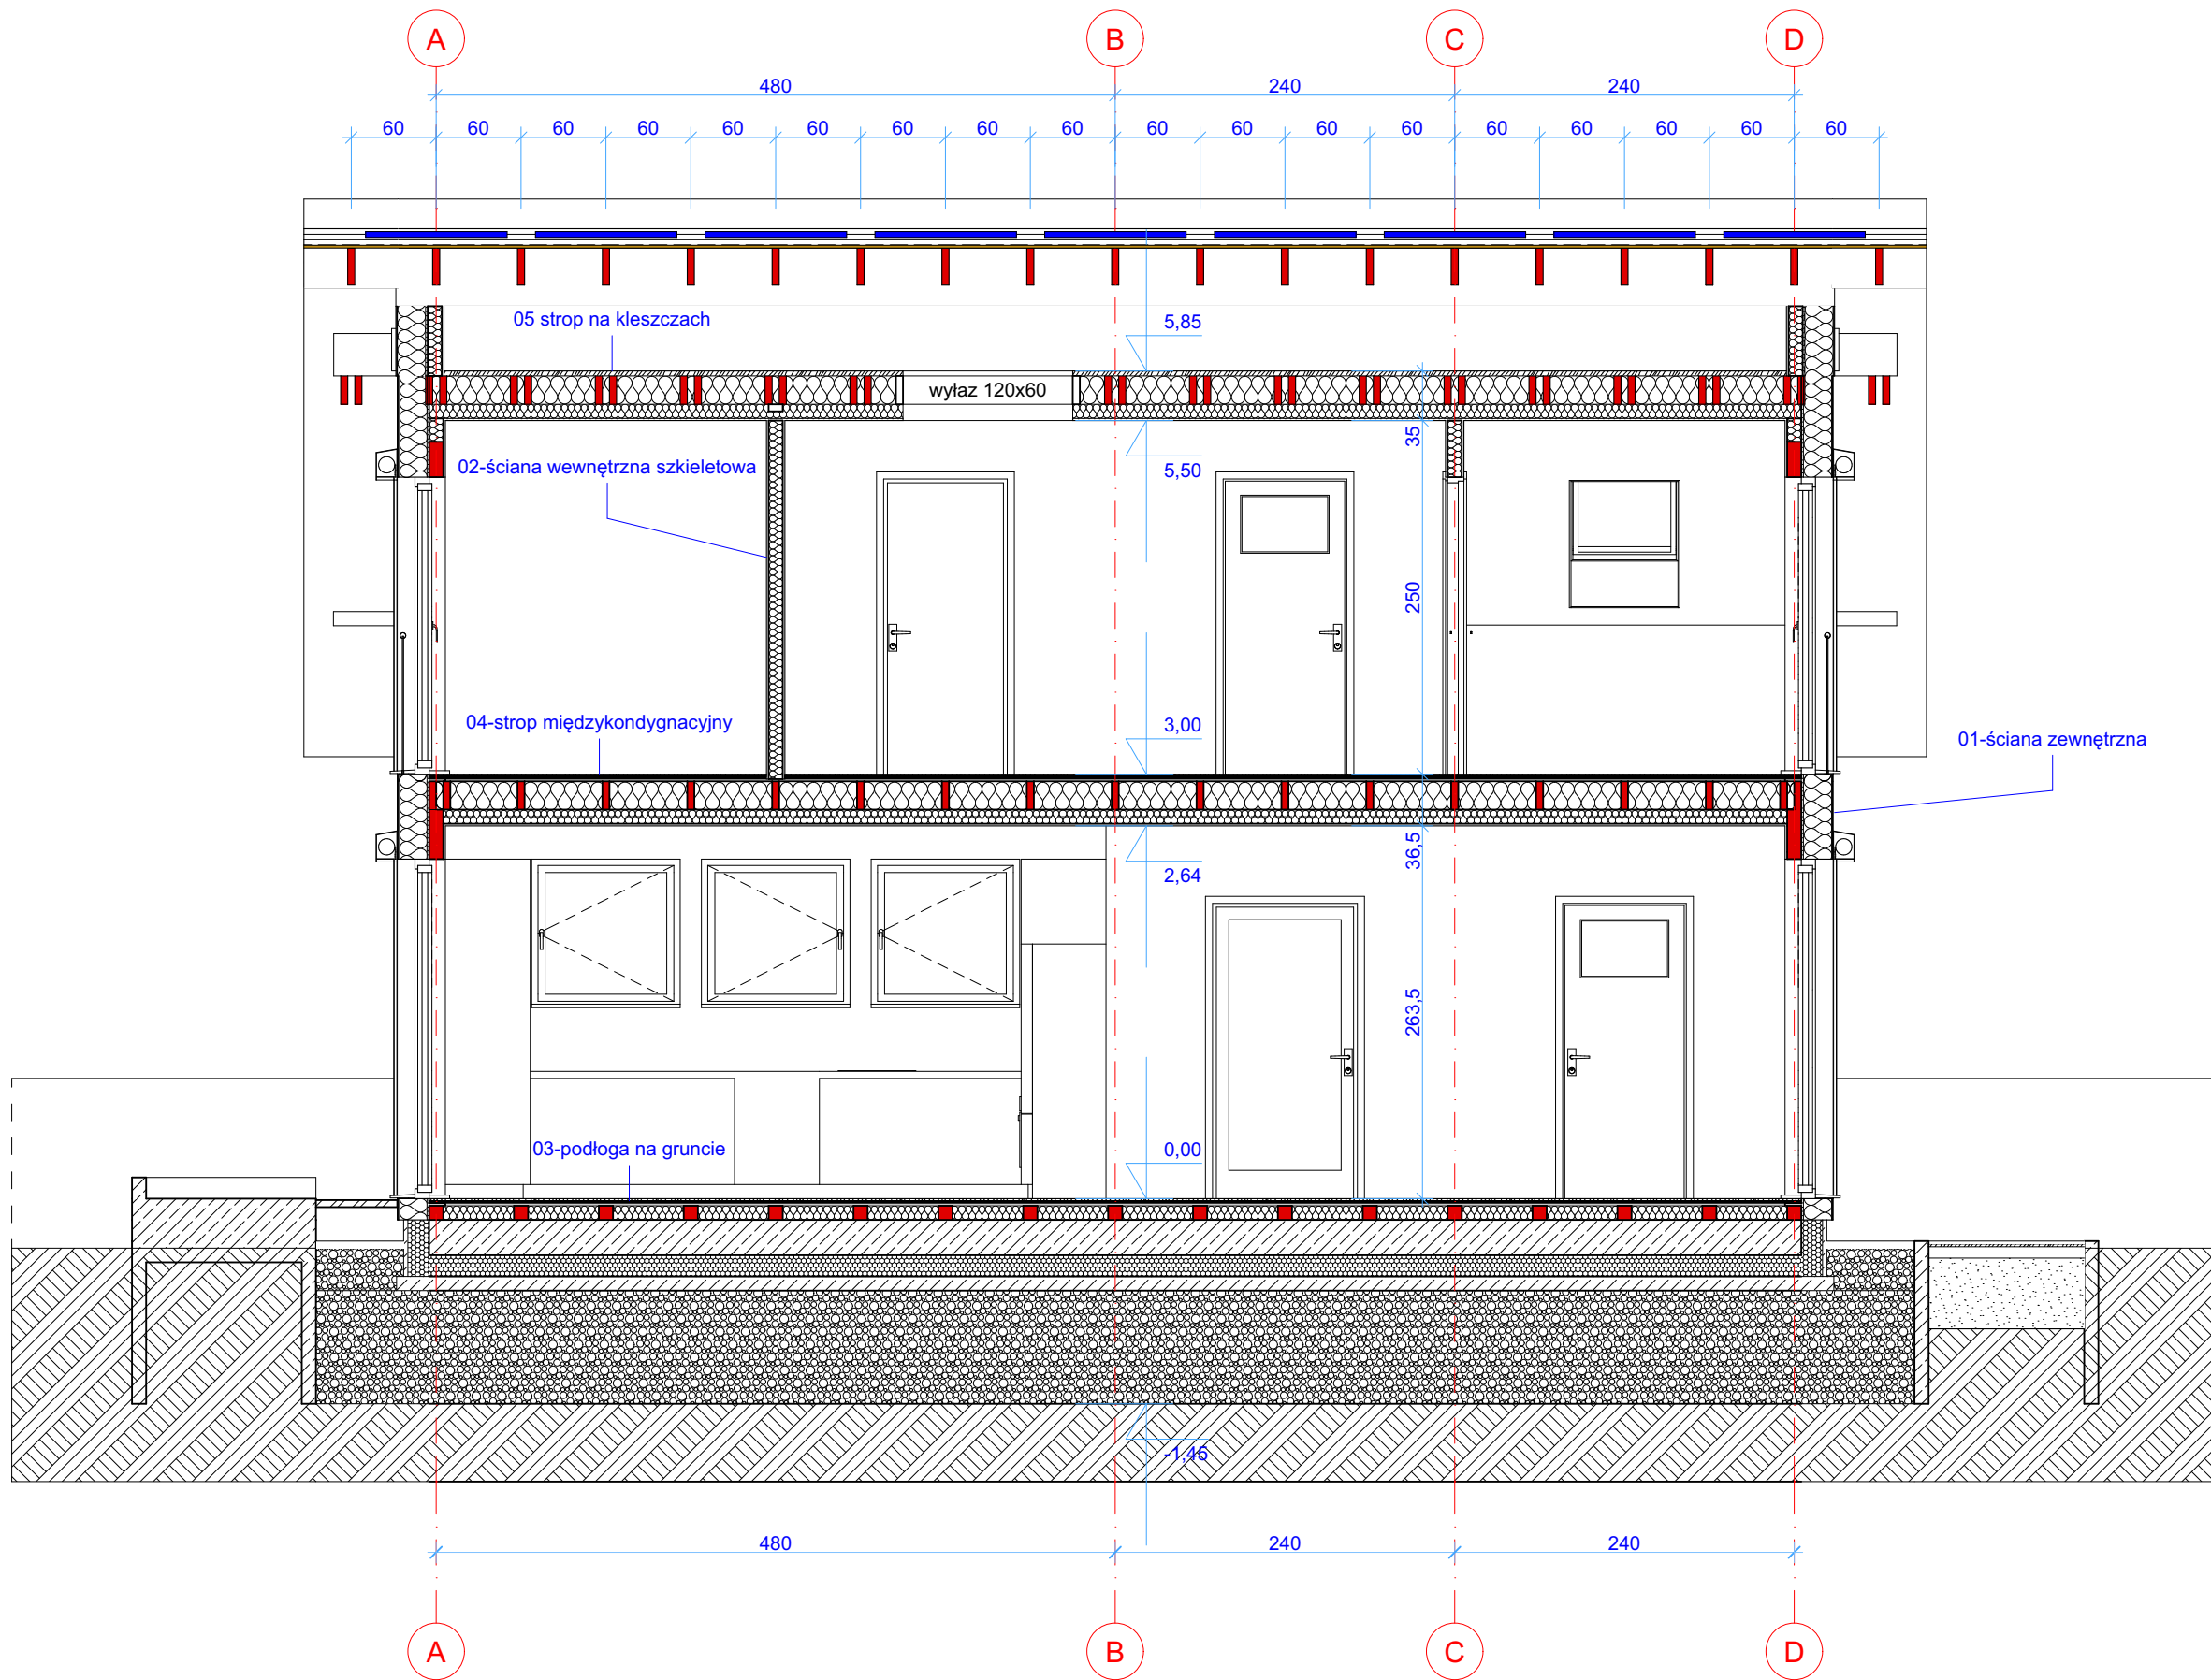 A B C D
480 240 240
60 60 60 60 60 60 60 60 60 60 60 60 60 60 60 60 60 60
05 strop na kleszczach
5,85
wyłaz 120x60
35
02-ściana wewnętrzna szkieletowa
5,50
250
04-strop międzykondygnacyjny
3,00
01-ściana zewnętrzna
36,5
2,64
263,5
03-podłoga na gruncie
0,00
-1,45
480 240 240
A B C D